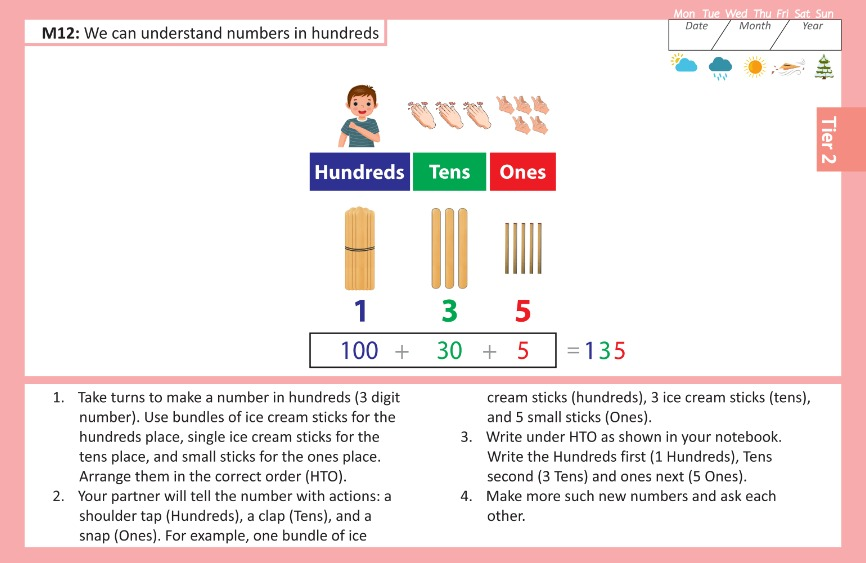 M12: We can understand numbers in hundreds
Mon Tue Wed Thu Fri Sat Sun
Date Month Year
Tier 2
Hundreds Tens Ones
1 3 5
100 + 30 + 5 = 135
1. Take turns to make a number in hundreds (3 digit
number). Use bundles of ice cream sticks for the
hundreds place, single ice cream sticks for the
tens place, and small sticks for the ones place.
Arrange them in the correct order (HTO).
2. Your partner will tell the number with actions: a
shoulder tap (Hundreds), a clap (Tens), and a
snap (Ones). For example, one bundle of ice
cream sticks (hundreds), 3 ice cream sticks (tens),
and 5 small sticks (Ones).
3. Write under HTO as shown in your notebook.
Write the Hundreds first (1 Hundreds), Tens
second (3 Tens) and ones next (5 Ones).
4. Make more such new numbers and ask each
other.